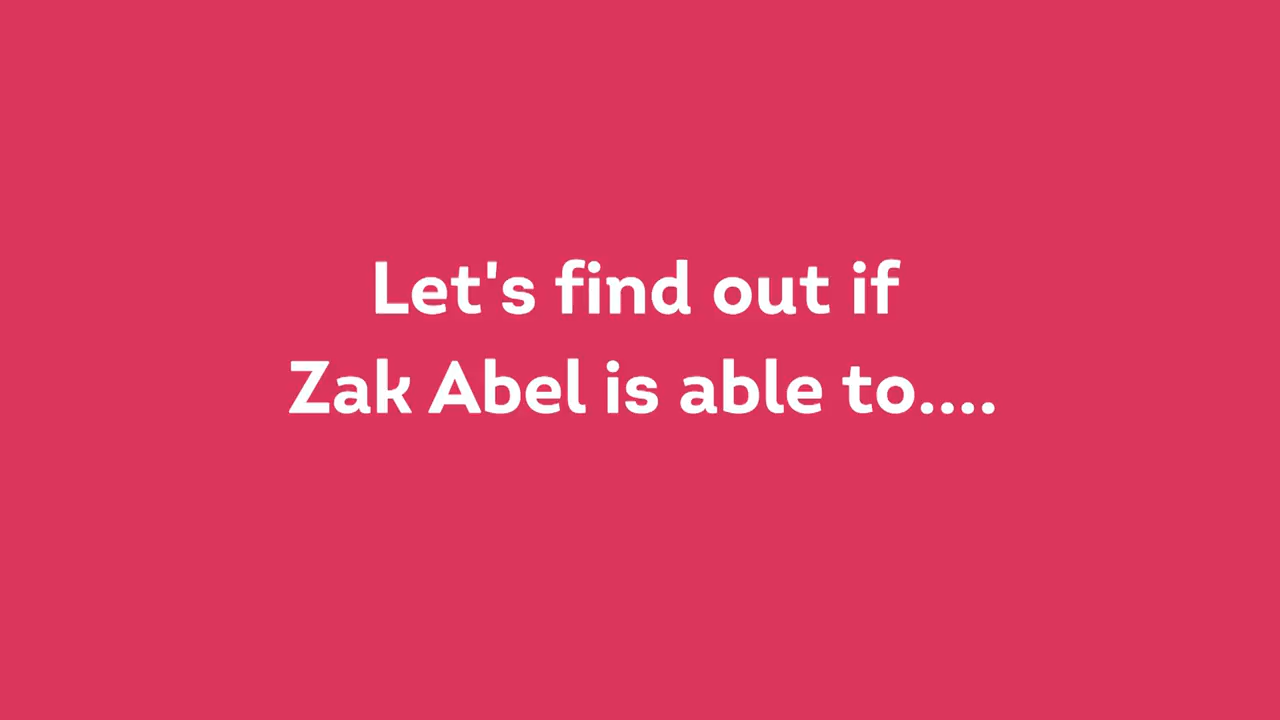 Let's find out if
Zak Abel is able to....